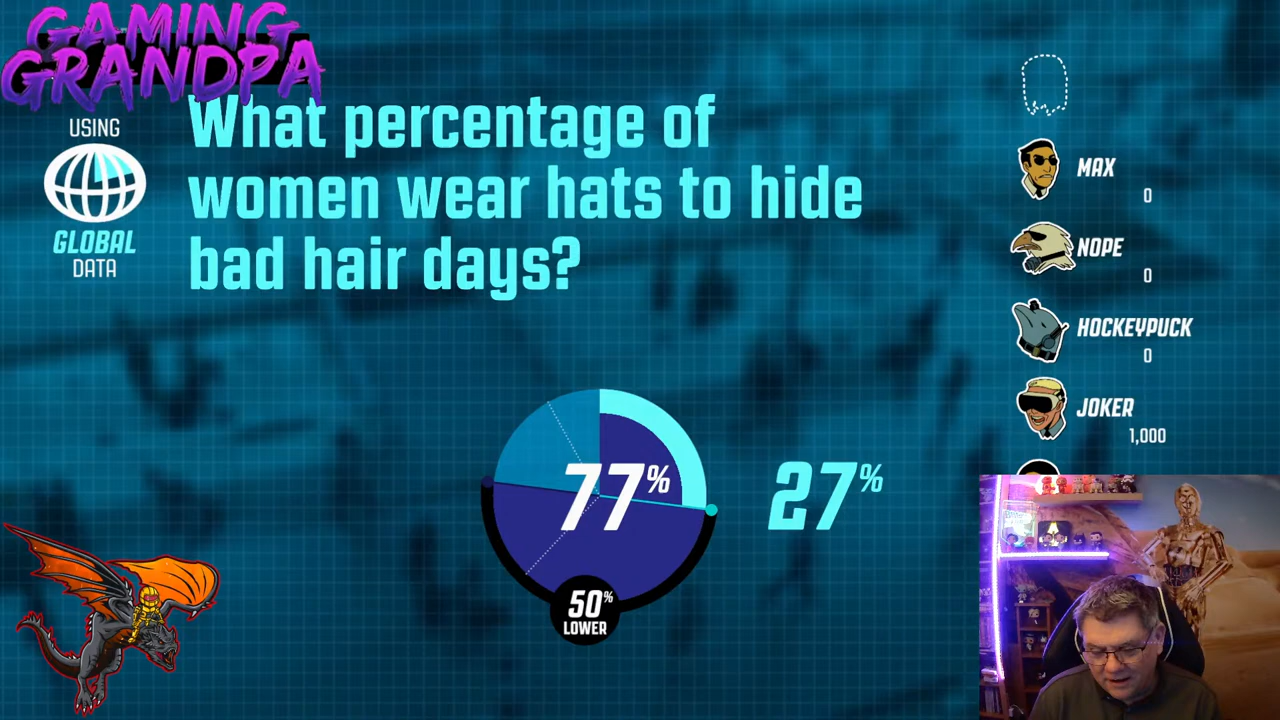 GAMING
GRANDPA
USING
GLOBAL
DATA
What percentage of
women wear hats to hide
bad hair days?
77%
27%
50%
LOWER
MAX
0
NOPE
0
HOCKEYPUCK
0
JOKER
1,000